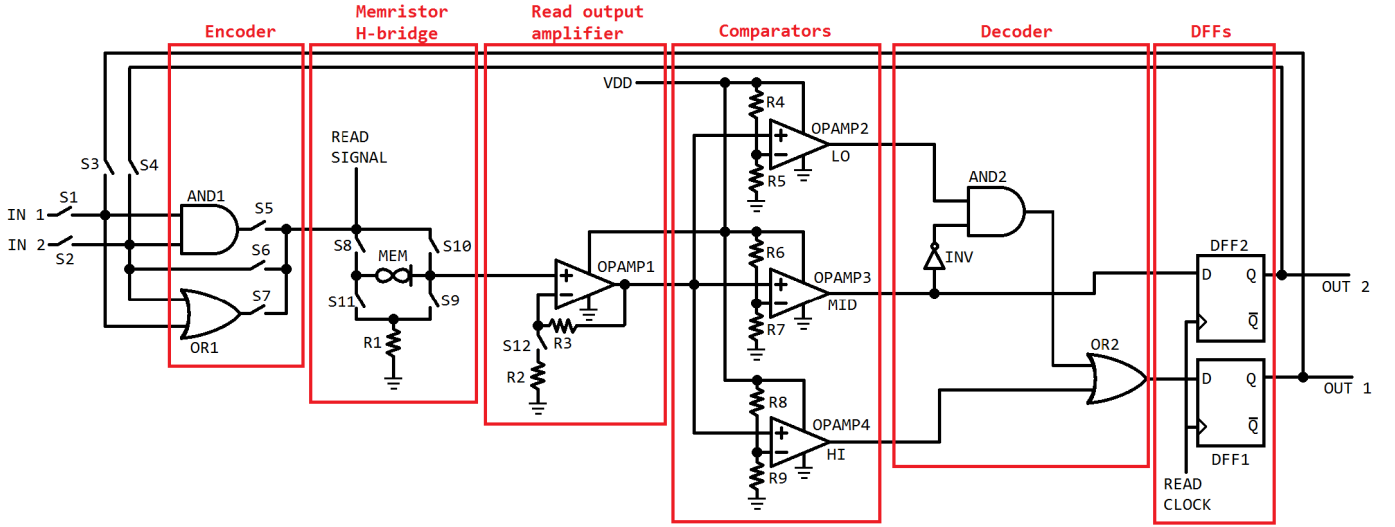 Memristor
H-bridge
Read output
amplifier
Encoder
Comparators
Decoder
DFFs
VDD
R4
OPAMP2
LO
R5
READ
SIGNAL
S3
S4
AND1
AND2
S1
IN 1
IN 2
S2
S5
S6
S7
OR1
S8
MEM
S10
S11
S9
R1
OPAMP1
S12
R3
R2
R6
OPAMP3
MID
R7
INV
DFF2
D
Q
Q̅
OUT 2
OR2
D
Q
Q̅
OUT 1
DFF1
R8
OPAMP4
HI
R9
READ
CLOCK